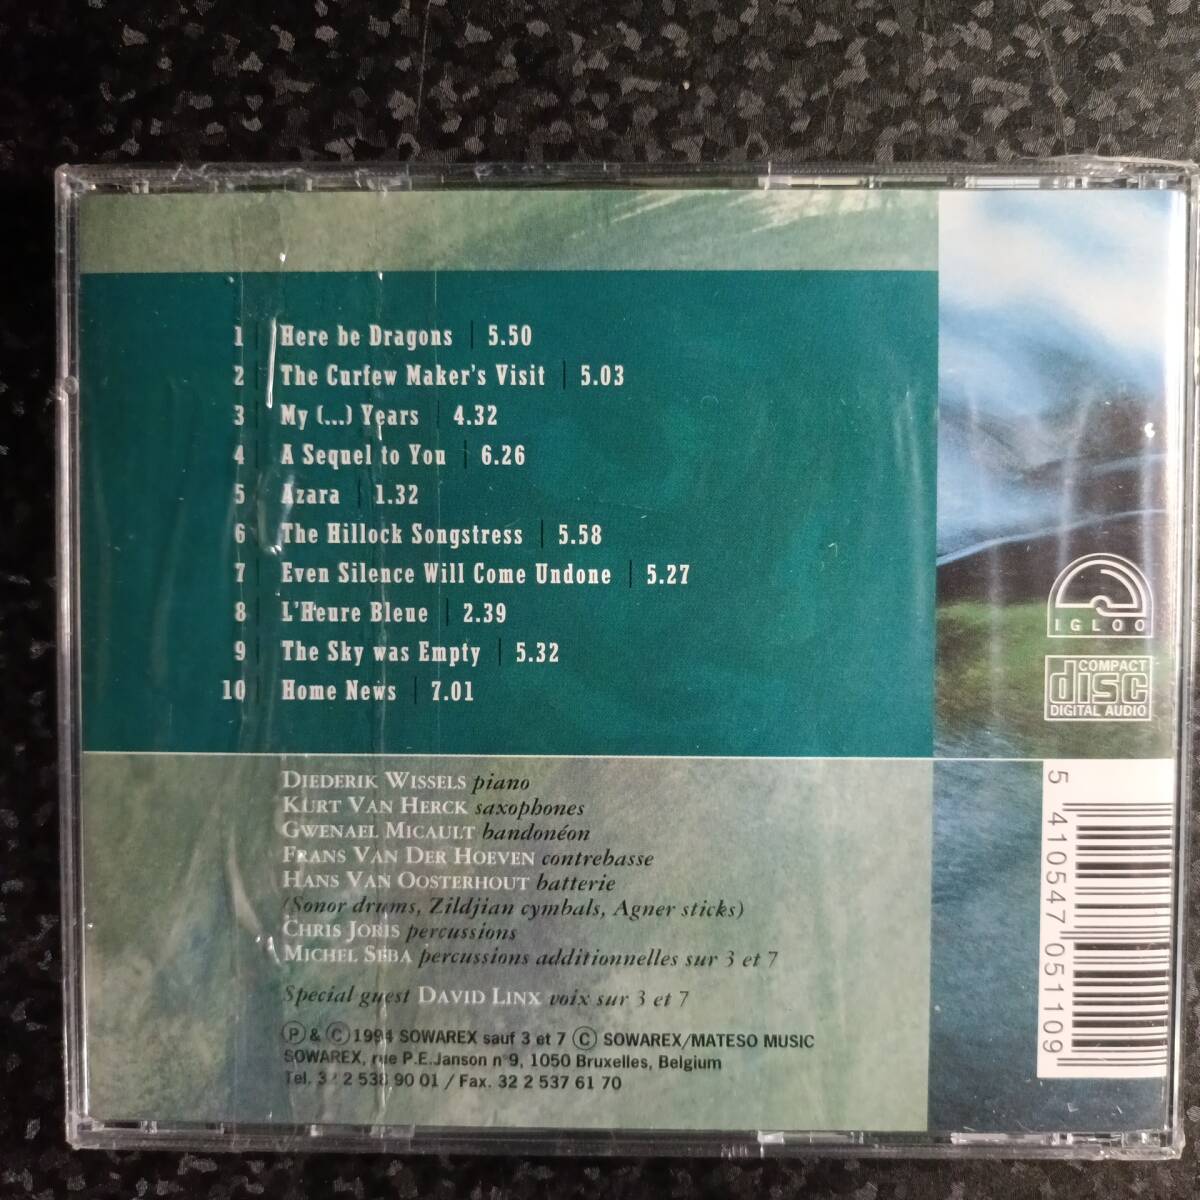 1 Here be Dragons | 5.50
2 The Curfew Maker's Visit | 5.03
3 My (...) Years | 4.32
4 A Sequel to You | 6.26
5 Azara | 1.32
6 The Hillock Songstress | 5.58
7 Even Silence Will Come Undone | 5.27
8 L'Heure Bleue | 2.39
9 The Sky was Empty | 5.32
10 Home News | 7.01
IGLOO
COMPACT
disc
DIGITAL AUDIO
DIEDERIK WISSELS piano
KURT VAN HERCK saxophones
GWENAEL MICAULT bandonéon
FRANS VAN DER HOEVEN contrebasse
HANS VAN OOSTERHOUT batterie
(Sonor drums, Zildjian cymbals, Agner sticks)
CHRIS JORIS percussions
MICHEL SEBA percussions additionnelles sur 3 et 7
Special guest DAVID LINX voix sur 3 et 7
Ⓟ & Ⓒ 1994 SOWAREX sauf 3 et 7 Ⓒ SOWAREX/MATESO MUSIC
SOWAREX, rue P.E.Janson n°9, 1050 Bruxelles, Belgium
Tel. 32 2 538 90 01 / Fax. 32 2 537 61 70
5 410547 051109